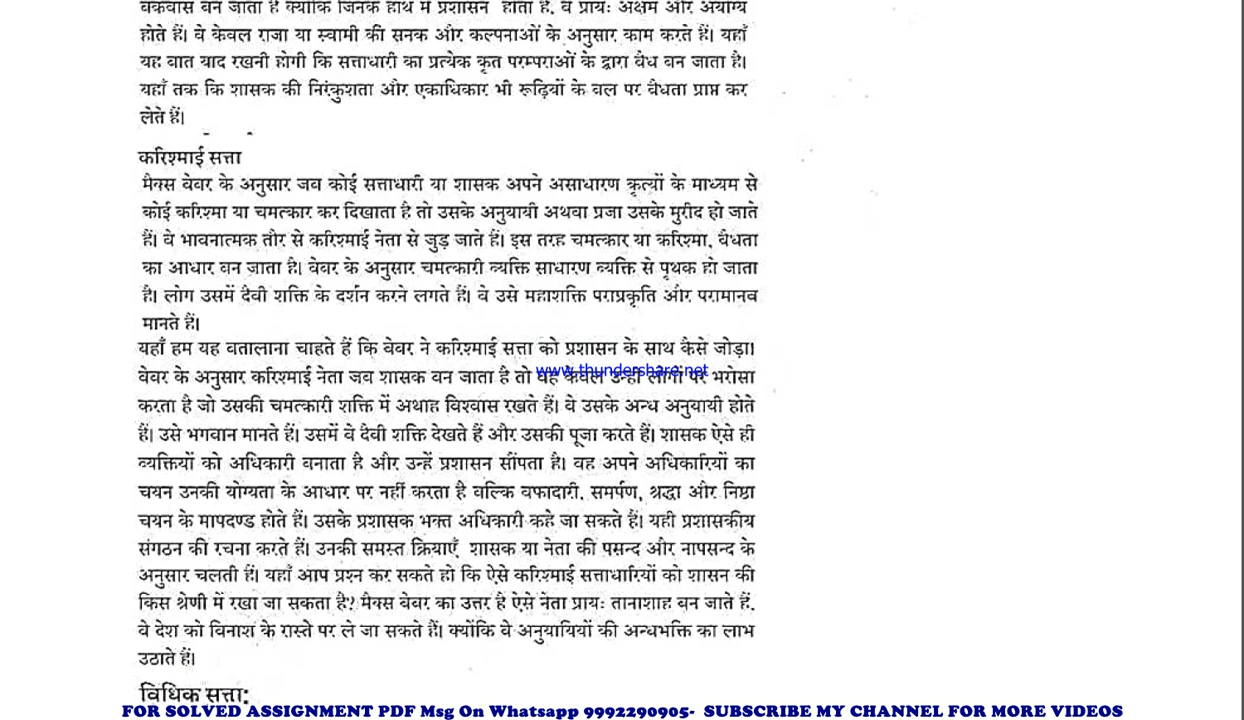 बकवास बन जाता है क्योंकि जिनके हाथ में प्रशासन होता है, वे प्रायः अक्षम और अयोग्य
होते हैं। वे केवल राजा या स्वामी की सनक और कल्पनाओं के अनुसार काम करते हैं। यहाँ
यह बात याद रखनी होगी कि सत्ताधारी का प्रत्येक कृत परम्पराओं के द्वारा वैध बन जाता है।
यहाँ तक कि शासक की निरंकुशता और एकाधिकार भी रूढ़ियों के बल पर वैधता प्राप्त कर
लेते हैं।
करिश्माई सत्ता
मैक्स वेबर के अनुसार जब कोई सत्ताधारी या शासक अपने असाधारण कृत्यों के माध्यम से
कोई करिश्मा या चमत्कार कर दिखाता है तो उसके अनुयायी अथवा प्रजा उसके मुरीद हो जाते
हैं। वे भावनात्मक तौर से करिश्माई नेता से जुड़ जाते हैं। इस तरह चमत्कार या करिश्मा, वैधता
का आधार बन जाता है। वेबर के अनुसार चमत्कारी व्यक्ति साधारण व्यक्ति से पृथक हो जाता
है। लोग उसमें दैवी शक्ति के दर्शन करने लगते हैं। वे उसे महाशक्ति पराप्रकृति और परामानव
मानते हैं।
यहाँ हम यह बतालाना चाहते हैं कि वेबर ने करिश्माई सत्ता को प्रशासन के साथ कैसे जोड़ा।
www.thundershare.net
वेबर के अनुसार करिश्माई नेता जब शासक बन जाता है तो वह केवल उन्हीं लोगों पर भरोसा
करता है जो उसकी चमत्कारी शक्ति में अथाह विश्वास रखते हैं। वे उसके अन्ध अनुयायी होते
हैं। उसे भगवान मानते हैं। उसमें वे दैवी शक्ति देखते हैं और उसकी पूजा करते हैं। शासक ऐसे ही
व्यक्तियों को अधिकारी बनाता है और उन्हें प्रशासन सौंपता है। वह अपने अधिकारियों का
चयन उनकी योग्यता के आधार पर नहीं करता है बल्कि वफादारी, समर्पण, श्रद्धा और निष्ठा
चयन के मापदण्ड होते हैं। उसके प्रशासक भक्त अधिकारी कहे जा सकते हैं। यही प्रशासकीय
संगठन की रचना करते हैं। उनकी समस्त क्रियाएँ शासक या नेता की पसन्द और नापसन्द के
अनुसार चलती हैं। यहाँ आप प्रश्न कर सकते हो कि ऐसे करिश्माई सत्ताधारियों को शासन की
किस श्रेणी में रखा जा सकता है? मैक्स वेबर का उत्तर है ऐसे नेता प्रायः तानाशाह बन जाते हैं,
वे देश को विनाश के रास्ते पर ले जा सकते हैं। क्योंकि वे अनुयायियों की अन्धभक्ति का लाभ
उठाते हैं।
विधिक सत्ता:
FOR SOLVED ASSIGNMENT PDF Msg On Whatsapp 9992290905- SUBSCRIBE MY CHANNEL FOR MORE VIDEOS